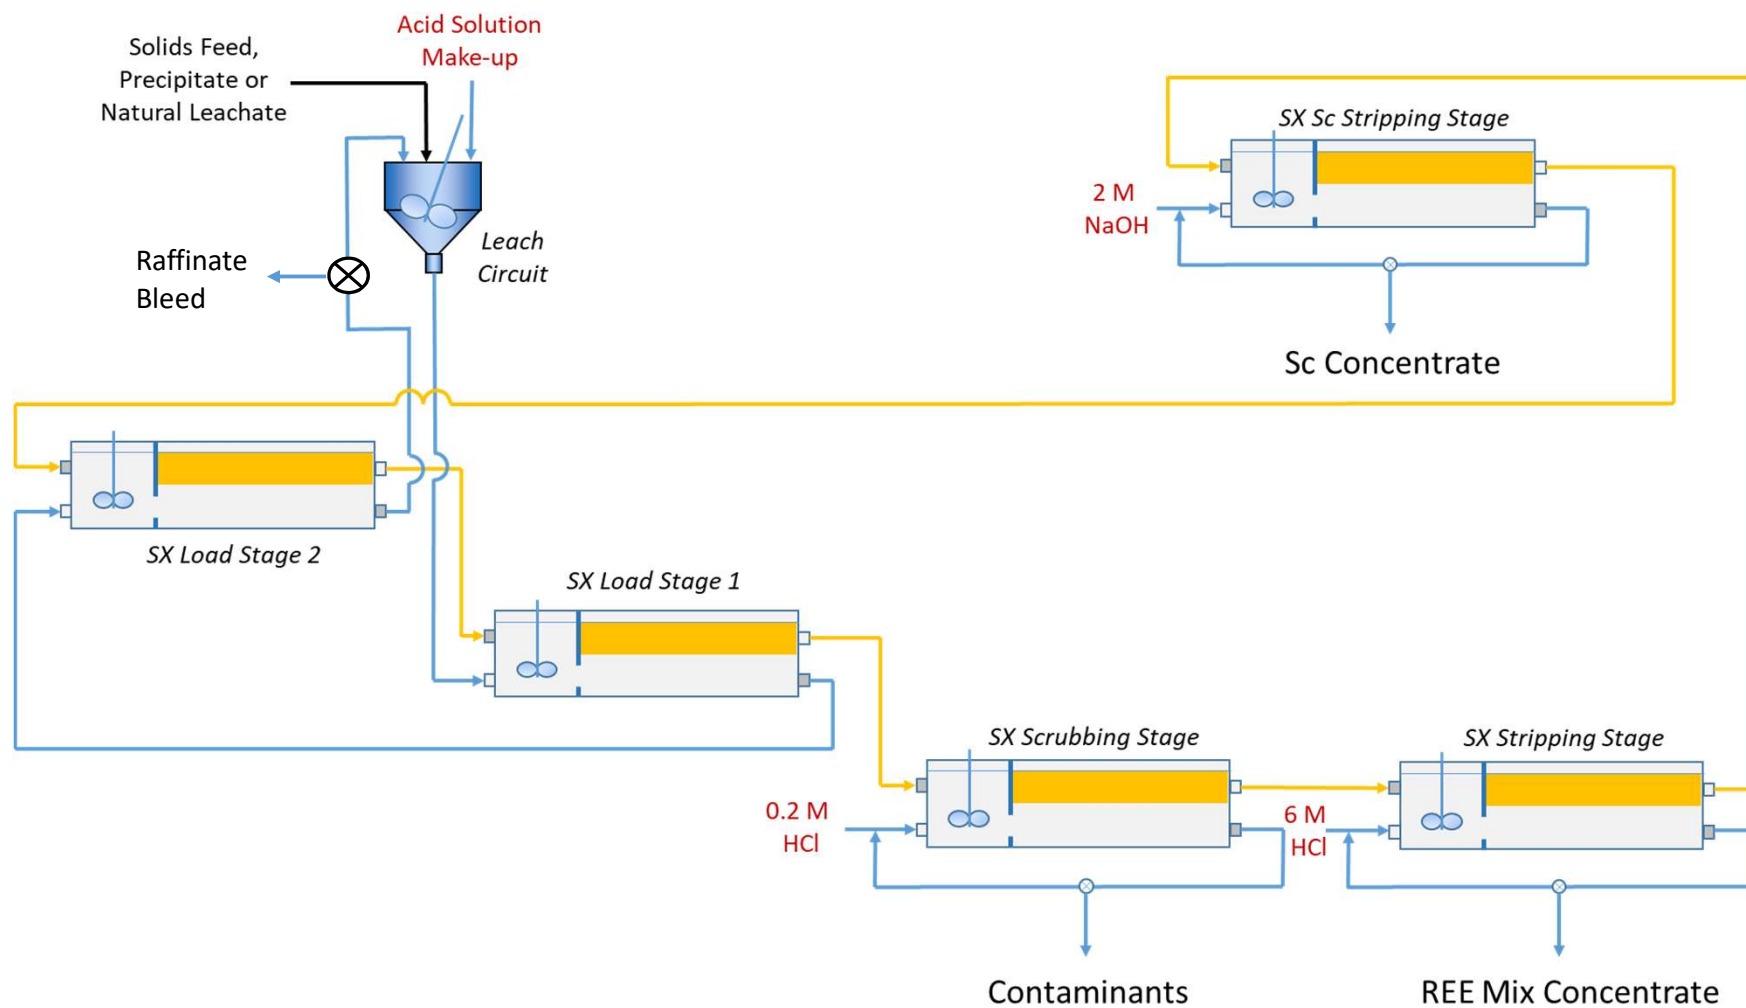 Acid Solution
Make-up
Solids Feed,
Precipitate or
Natural Leachate
SX Sc Stripping Stage
2 M
NaOH
Leach
Circuit
Raffinate
Bleed
Sc Concentrate
SX Load Stage 2
SX Load Stage 1
SX Scrubbing Stage
SX Stripping Stage
0.2 M
HCl
6 M
HCl
Contaminants
REE Mix Concentrate